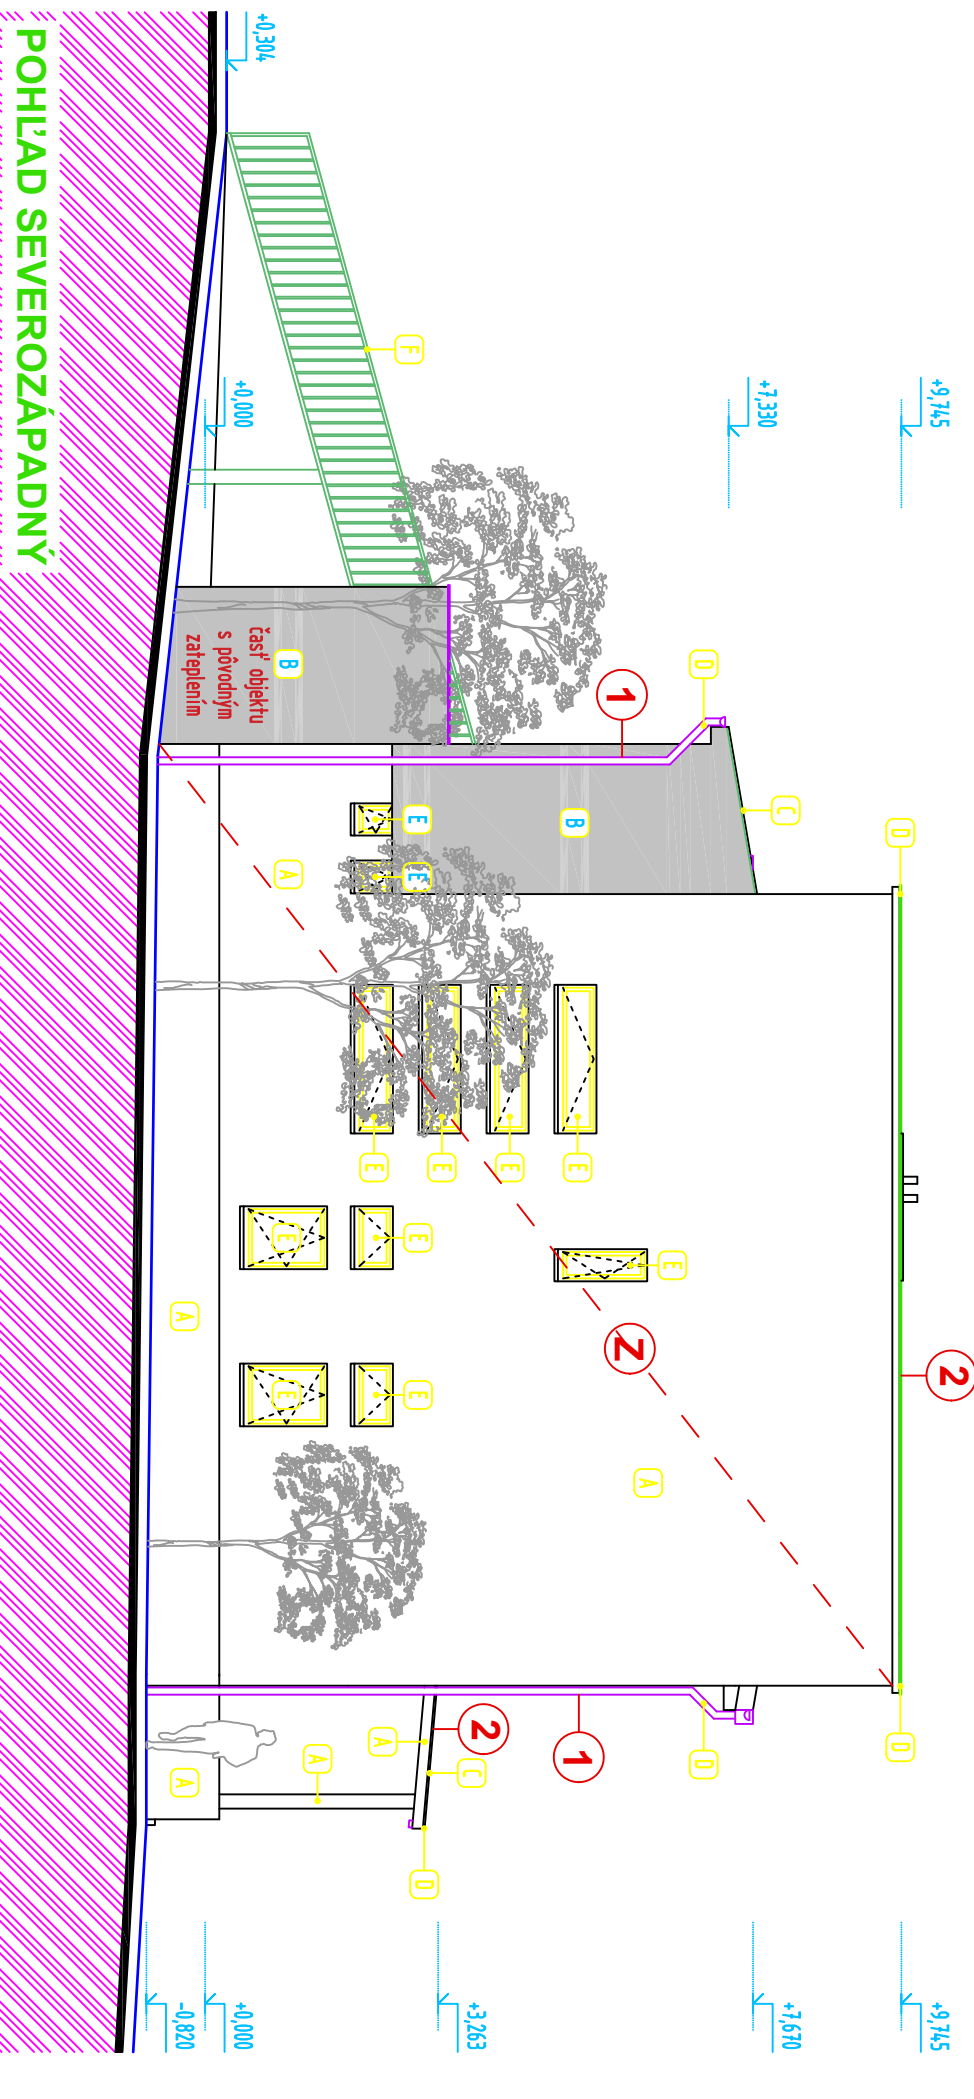 +9,745
+7,330
+0,304
+0,000
2
D
D
C
1
F
D
D
B
Z
E
A
1
časť objektu
s pôvodným
zateplením
B
E
E
E
E
E
E
E
E
E
E
E
A
A
2
A
C
D
A
A
+9,745
+7,670
+3,263
+0,000
-0,820
POHĽAD SEVEROZÁPADNÝ